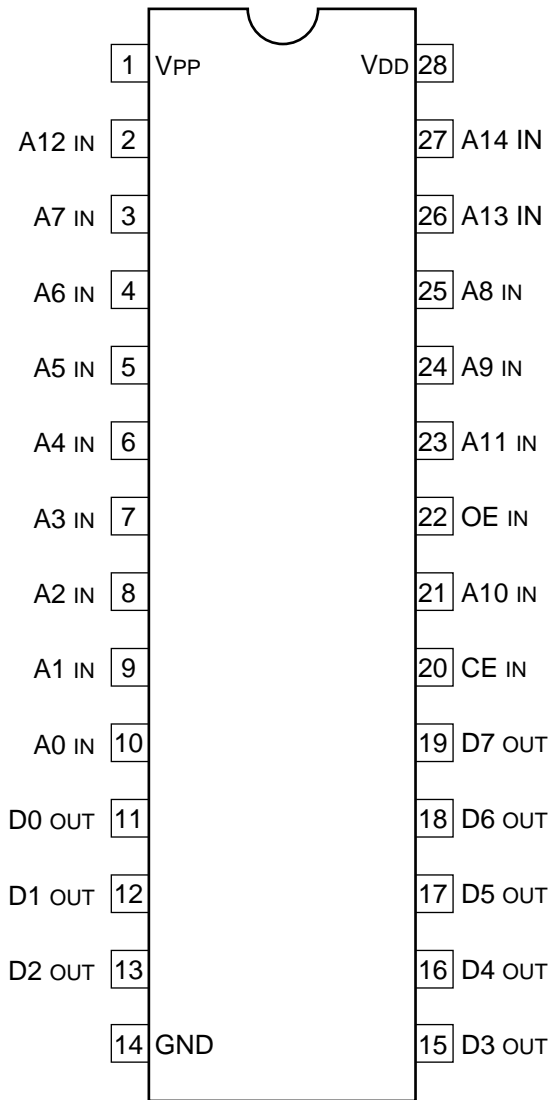 1 VPP VDD 28
A12 IN 2 27 A14 IN
A7 IN 3 26 A13 IN
A6 IN 4 25 A8 IN
A5 IN 5 24 A9 IN
A4 IN 6 23 A11 IN
A3 IN 7 22 OE IN
A2 IN 8 21 A10 IN
A1 IN 9 20 CE IN
A0 IN 10 19 D7 OUT
D0 OUT 11 18 D6 OUT
D1 OUT 12 17 D5 OUT
D2 OUT 13 16 D4 OUT
14 GND 15 D3 OUT